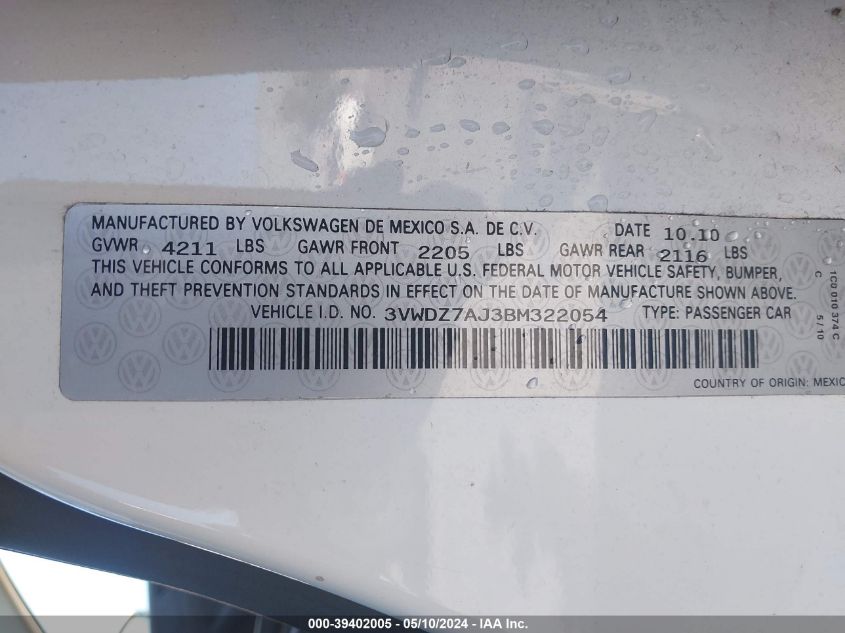 MANUFACTURED BY VOLKSWAGEN DE MEXICO S.A. DE C.V. DATE 10.10
GVWR 4211 LBS GAWR FRONT 2205 LBS GAWR REAR 2116 LBS
THIS VEHICLE CONFORMS TO ALL APPLICABLE U.S. FEDERAL MOTOR VEHICLE SAFETY, BUMPER,
AND THEFT PREVENTION STANDARDS IN EFFECT ON THE DATE OF MANUFACTURE SHOWN ABOVE.
VEHICLE I.D. NO. 3VWDZ7AJ3BM322054 TYPE: PASSENGER CAR
COUNTRY OF ORIGIN: MEXIC
1C0 010 374 C
C 5/10
000-39402005 - 05/10/2024 - IAA Inc.